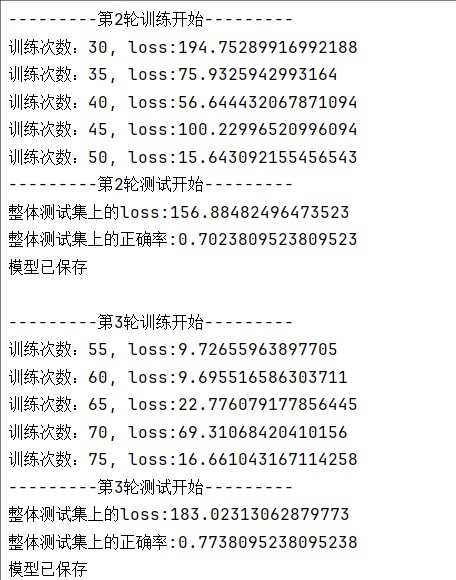 ---------第2轮训练开始---------
训练次数：30, loss:194.75289916992188
训练次数：35, loss:75.9325942993164
训练次数：40, loss:56.644432067871094
训练次数：45, loss:100.22996520996094
训练次数：50, loss:15.643092155456543
---------第2轮测试开始---------
整体测试集上的loss:156.88482496473523
整体测试集上的正确率:0.7023809523809523
模型已保存
---------第3轮训练开始---------
训练次数：55, loss:9.72655963897705
训练次数：60, loss:9.695516586303711
训练次数：65, loss:22.776079177856445
训练次数：70, loss:69.31068420410156
训练次数：75, loss:16.661043167114258
---------第3轮测试开始---------
整体测试集上的loss:183.02313062879773
整体测试集上的正确率:0.7738095238095238
模型已保存